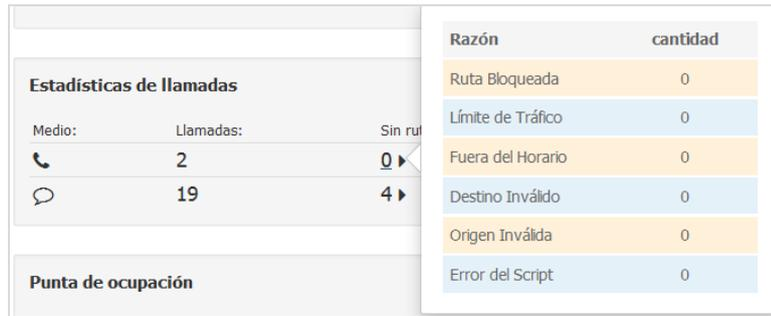 Estadísticas de llamadas
Medio: Llamadas: Sin rut
2 0
19 4
Punta de ocupación
Razón cantidad
Ruta Bloqueada 0
Límite de Tráfico 0
Fuera del Horario 0
Destino Inválido 0
Origen Inválida 0
Error del Script 0